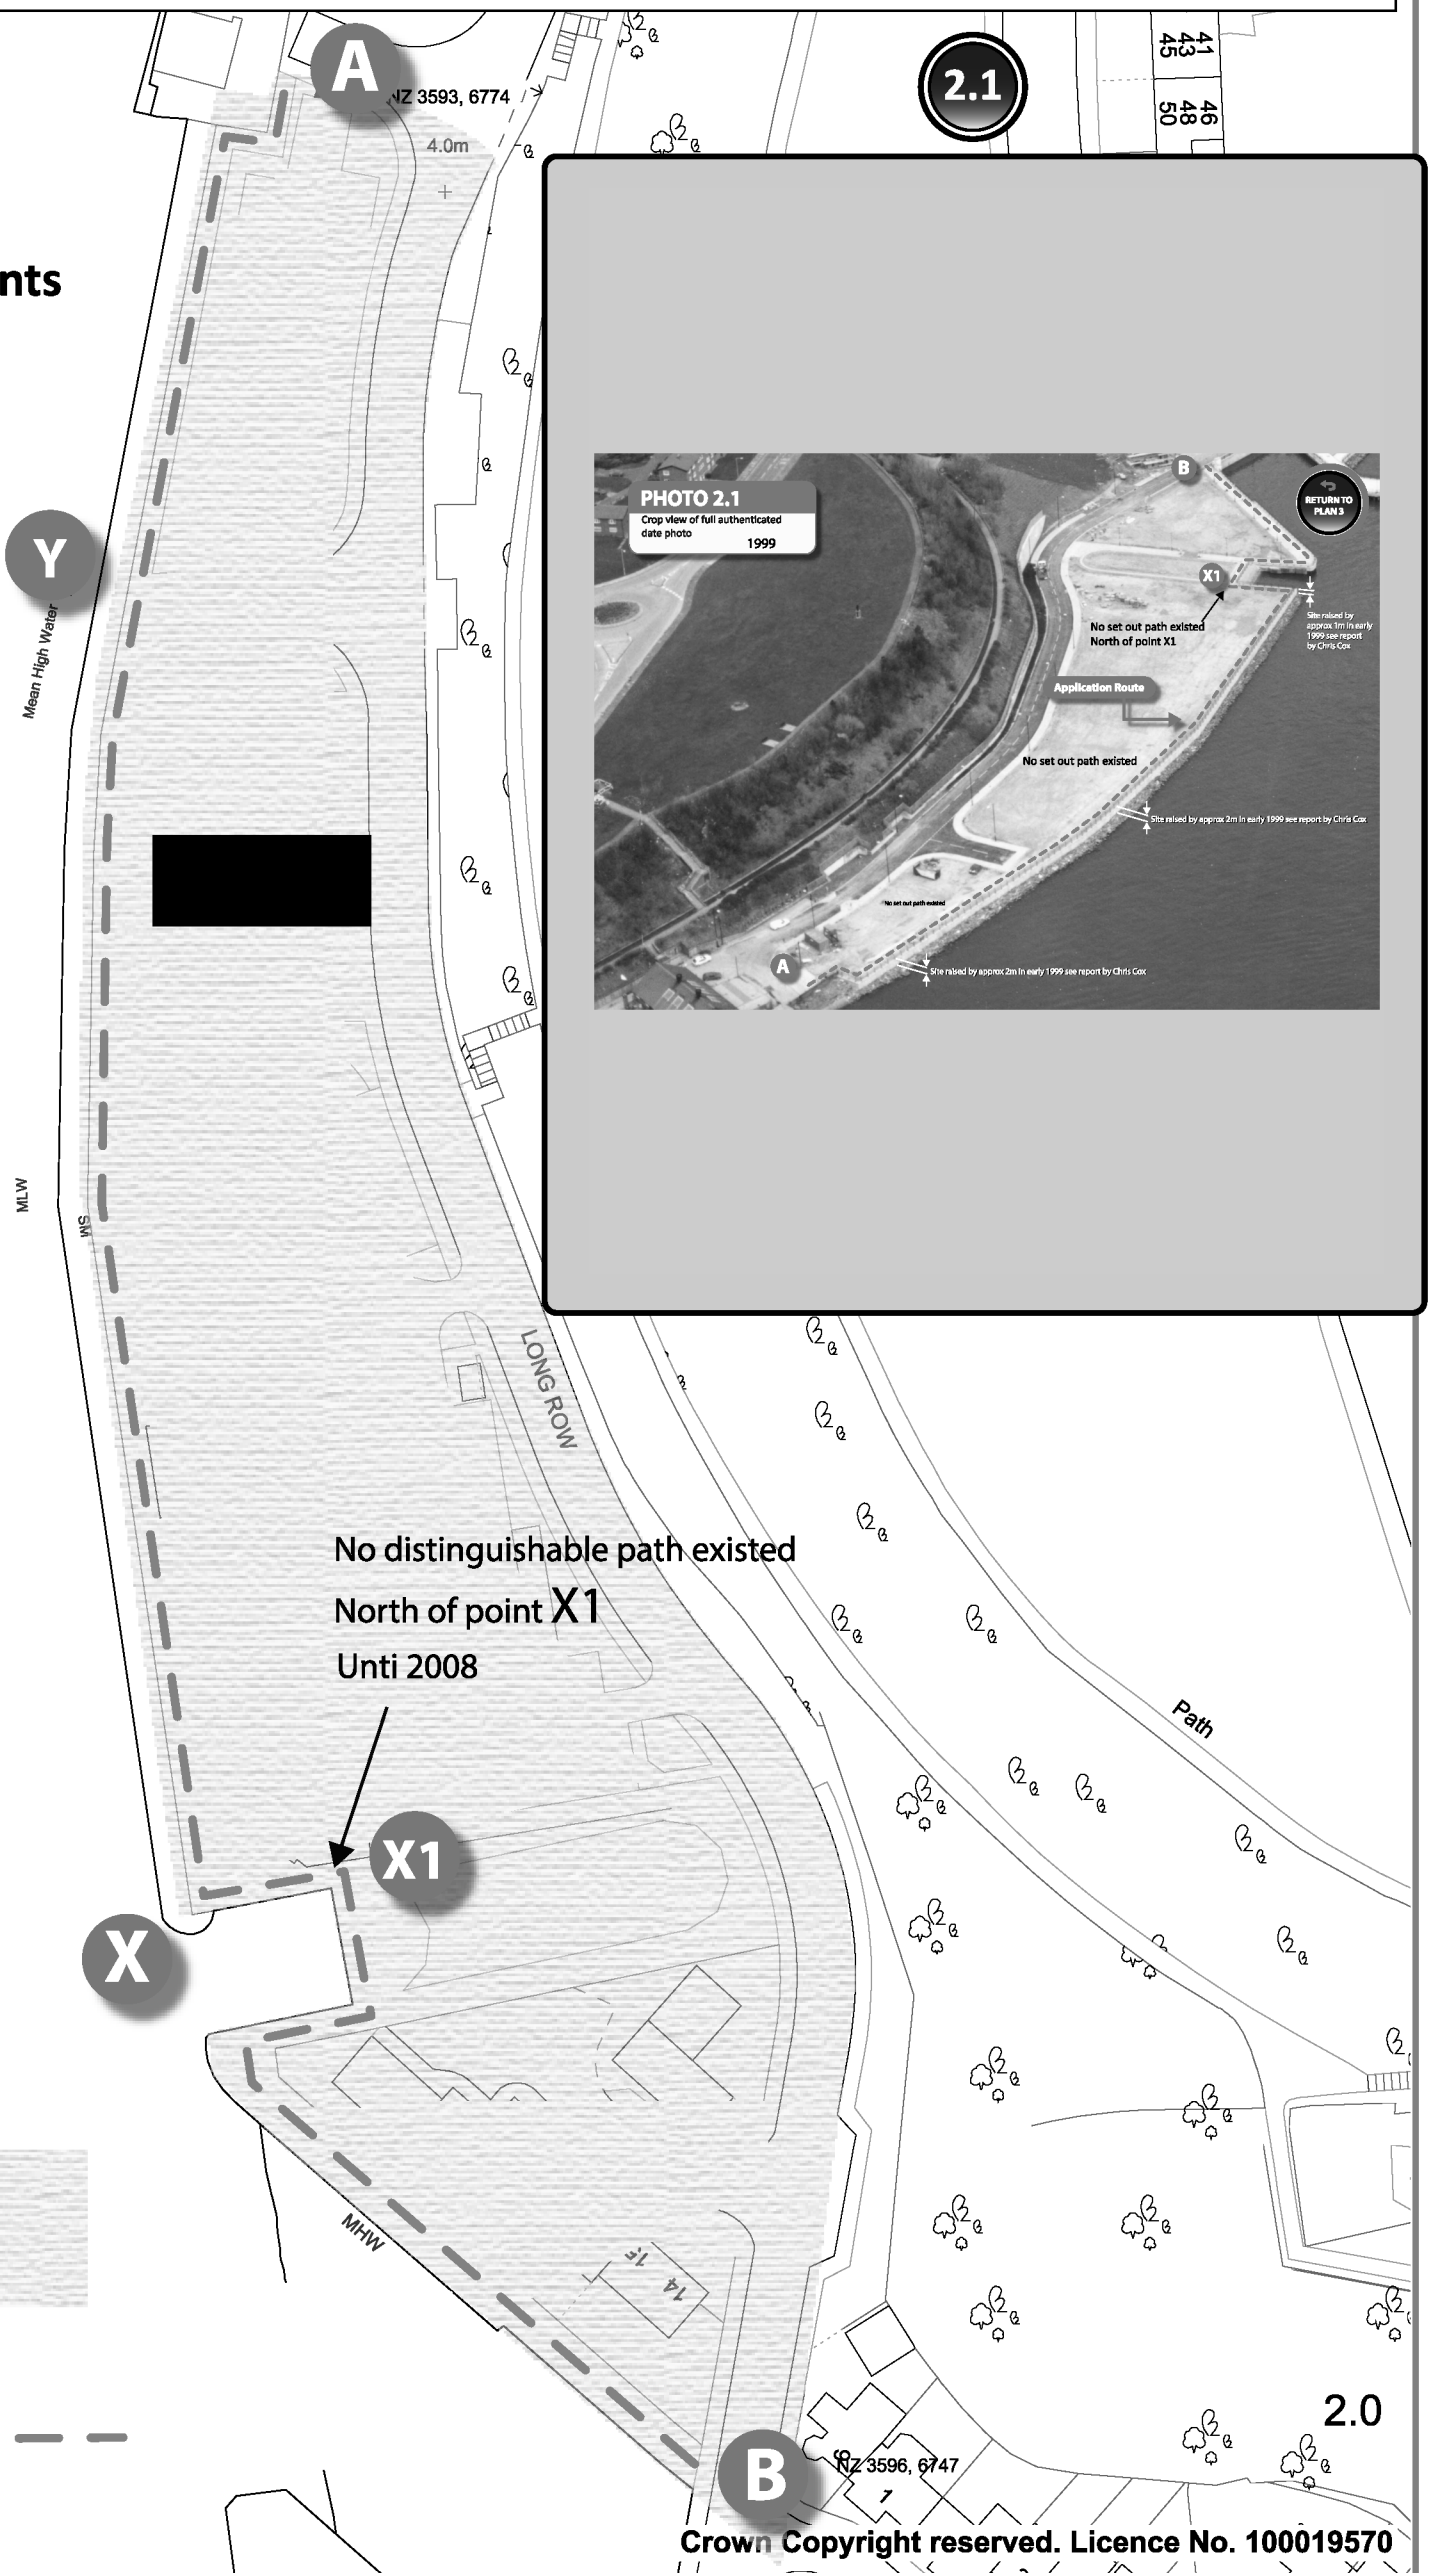 A
NZ 3593, 6774
4.0m
2.1
41
43
45
46
48
50
nts
Y
Mean High Water
MLW
SM
PHOTO 2.1
Crop view of full authenticated
date photo
1999
B
RETURN TO
PLAN 3
X1
No set out path existed
North of point X1
Site raised by
approx 1m in early
1999 see report
by Chris Cox
Application Route
No set out path existed
Site raised by approx 2m in early 1999 see report by Chris Cox
No set out path existed
A
Site raised by approx 2m in early 1999 see report by Chris Cox
LONG ROW
No distinguishable path existed
North of point X1
Unti 2008
Path
X1
X
MHW
14
2.0
B
NZ 3596, 6747
1
Crown Copyright reserved. Licence No. 100019570